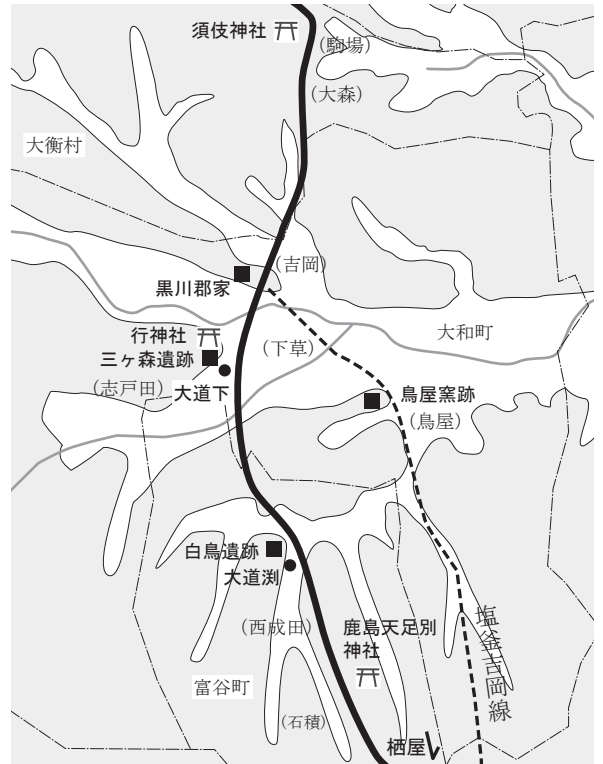 須伎神社
(駒場)
(大森)
大衡村
(吉岡)
黒川郡家
行神社
大和町
三ヶ森遺跡
(下草)
(志戸田)
大道下
鳥屋窯跡
(鳥屋)
白鳥遺跡
大道渕
(西成田)
鹿島天足別
神社
塩釜吉岡線
富谷町
(石積)
栖屋